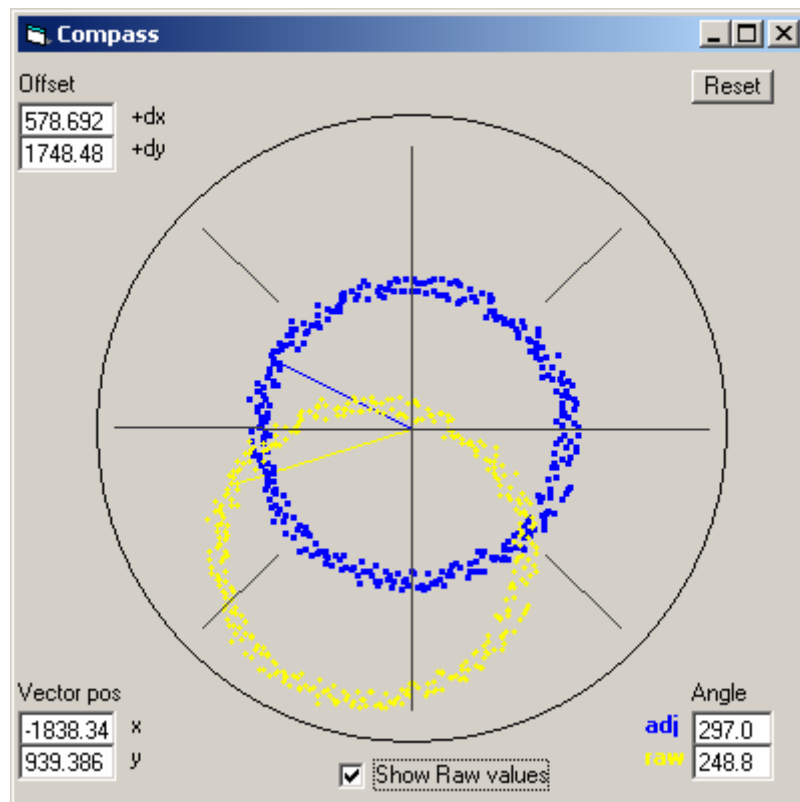 Compass
Offset
Reset
578.692 +dx
1748.48 +dy
Vector pos
Angle
-1838.34 x
adj 297.0
939.386 y
raw 248.8
Show Raw values